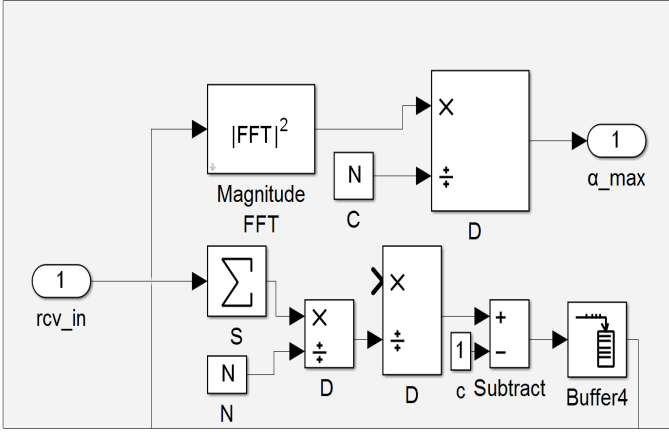 |FFT|²
Magnitude
FFT
N
C
×
÷
D
1
α_max
1
rcv_in
∑
S
N
N
×
÷
D
×
÷
D
1
c
+
−
Subtract
Buffer4